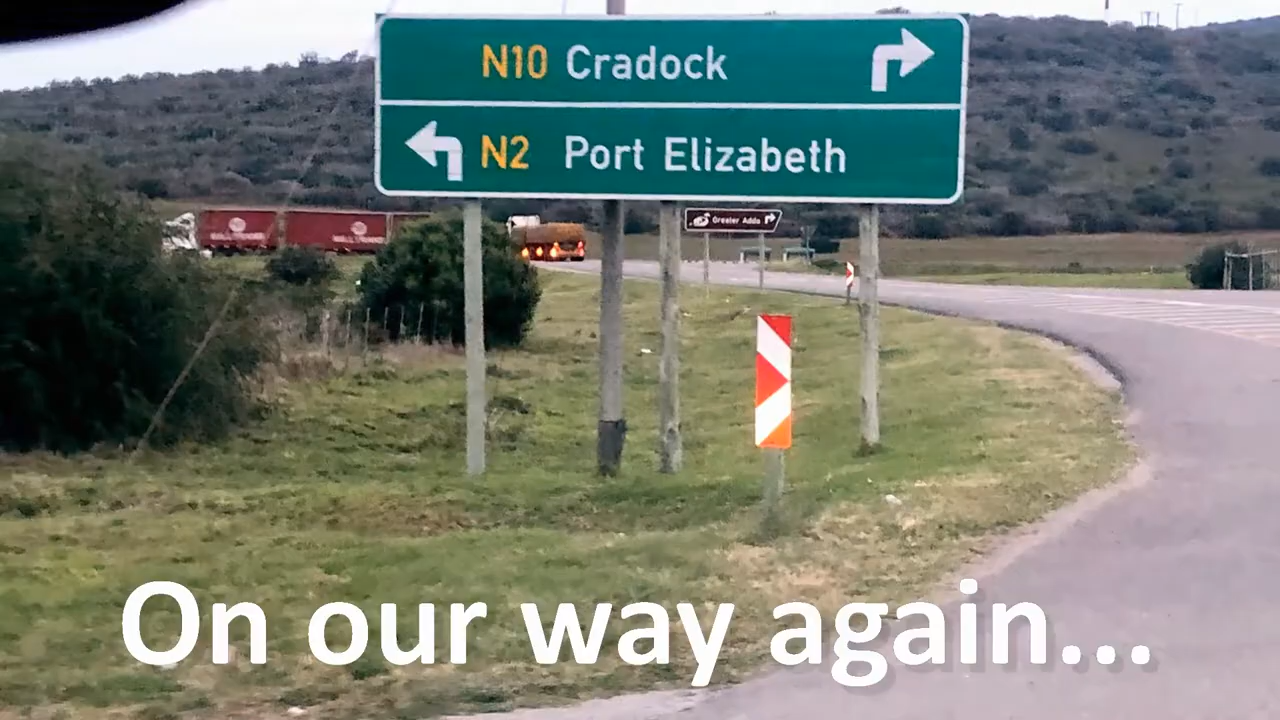 N10 Cradock
N2 Port Elizabeth
Greater Addo
On our way again...